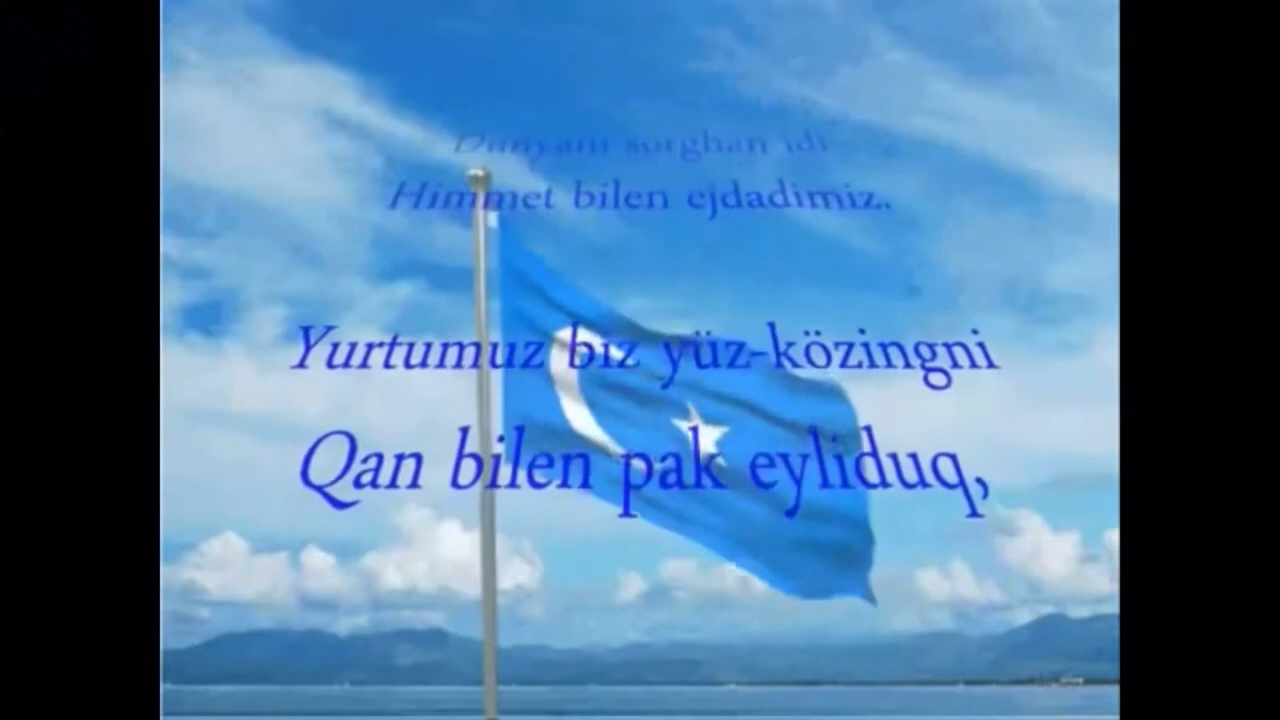 Dunyani sorghan idi
Himmet bilen ejdadimiz.
Yurtumuz biz yüz-közingni
Qan bilen pak eyliduq,